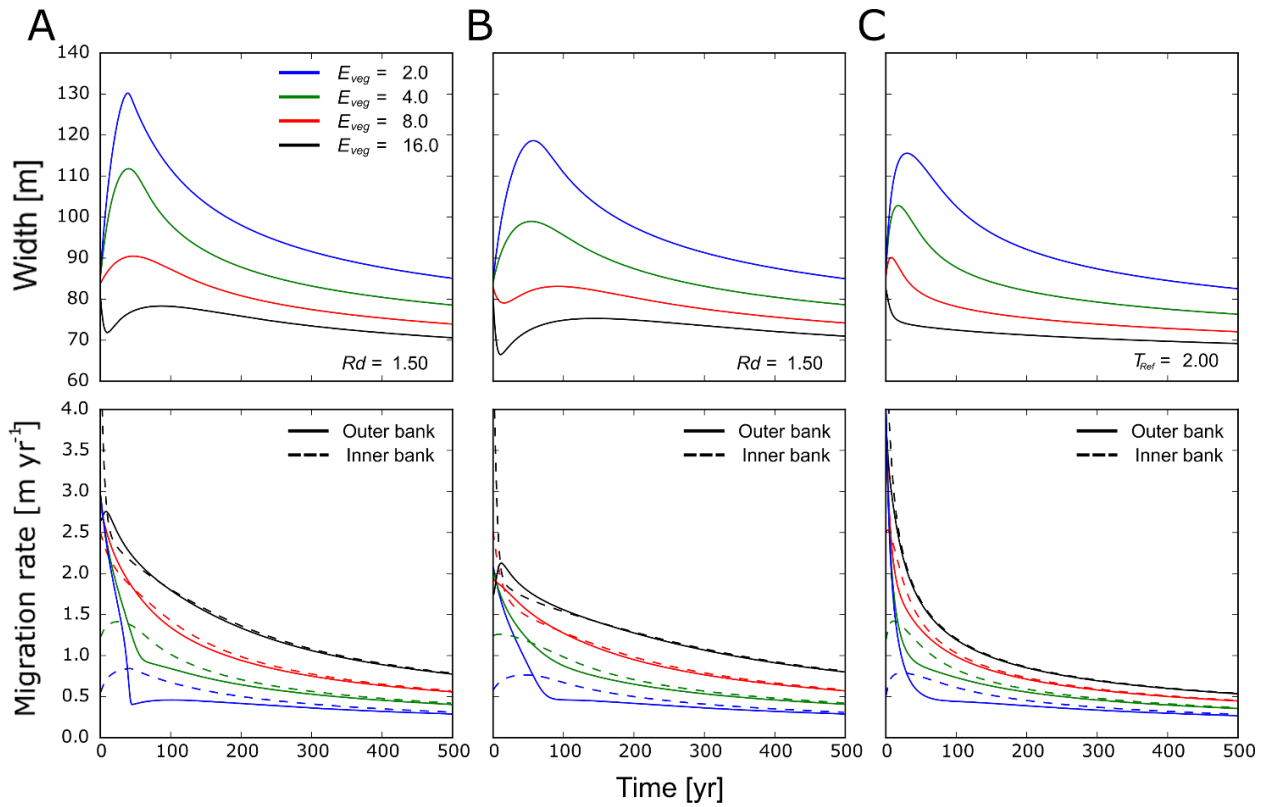 A
B
C
Width [m]
140
130
120
110
100
90
80
70
60
E_veg = 2.0
E_veg = 4.0
E_veg = 8.0
E_veg = 16.0
Rd = 1.50
Rd = 1.50
T_Ref = 2.00
Migration rate [m yr⁻¹]
4.0
3.5
3.0
2.5
2.0
1.5
1.0
0.5
0.0
Outer bank
Inner bank
Outer bank
Inner bank
Outer bank
Inner bank
0 100 200 300 400 500
0 100 200 300 400 500
0 100 200 300 400 500
Time [yr]